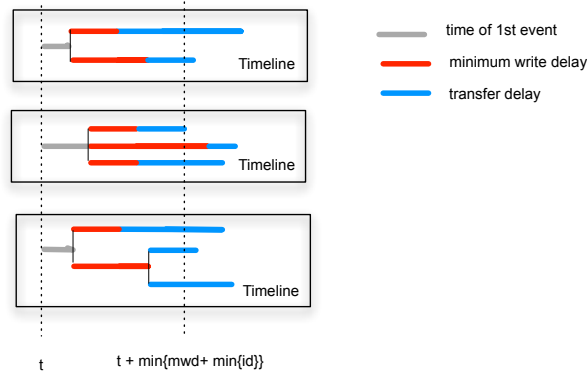 time of 1st event
minimum write delay
transfer delay
Timeline
Timeline
Timeline
t
t + min{mwd+ min{id}}